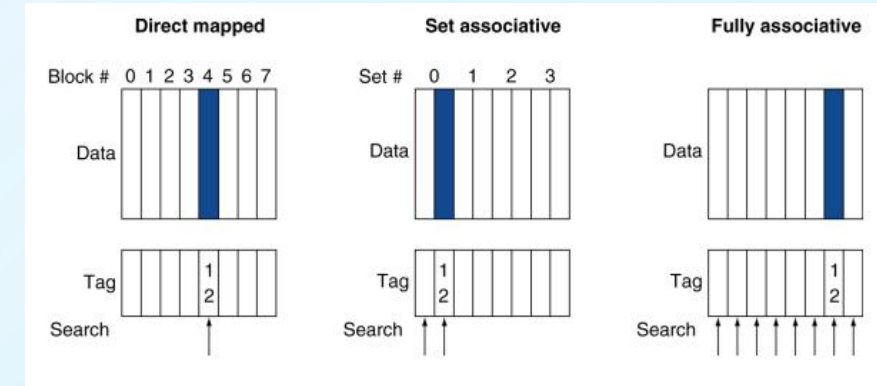 Direct mapped
Block # 0 1 2 3 4 5 6 7
Data
Tag
1
2
Search
Set associative
Set # 0 1 2 3
Data
Tag
1
2
Search
Fully associative
Data
Tag
1
2
Search